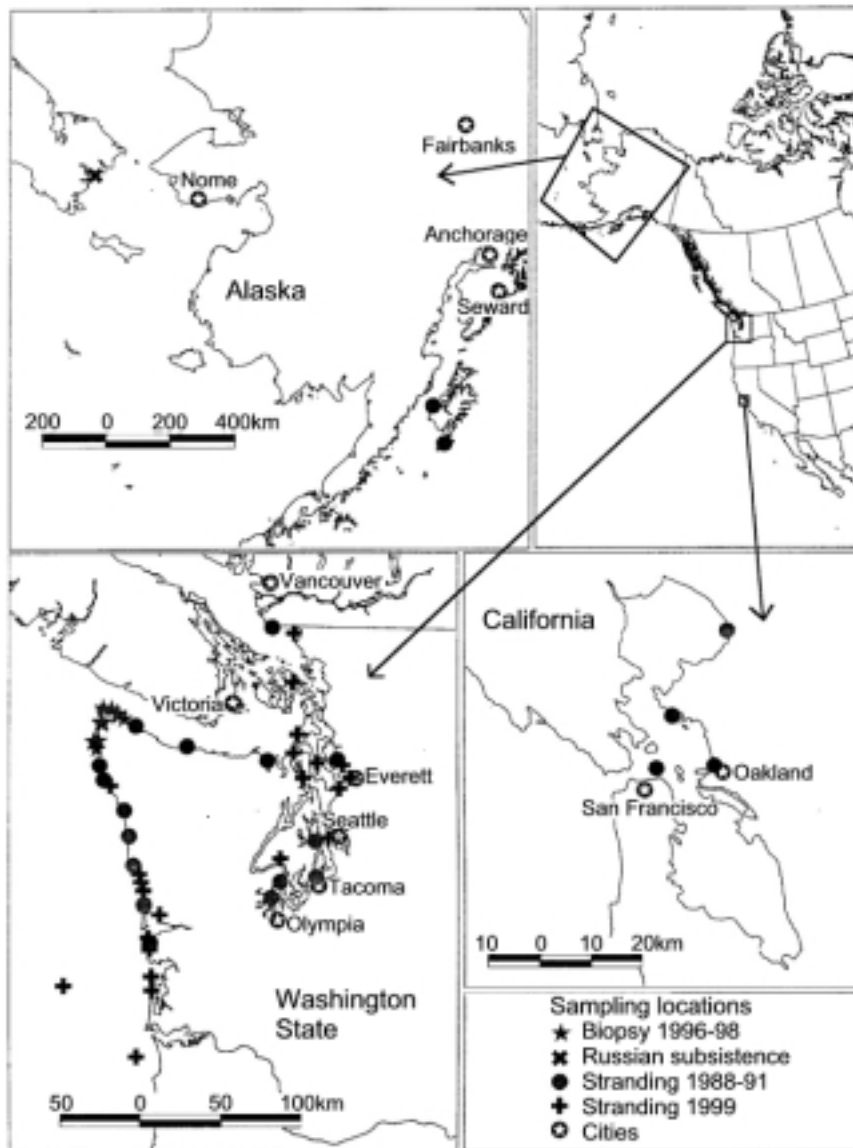 Fairbanks
Nome
Anchorage
Alaska
Seward
200 0 200 400km
Vancouver
Victoria
Everett
Seattle
Tacoma
Olympia
Washington
State
50 0 50 100km
California
Oakland
San Francisco
10 0 10 20km
Sampling locations
Biopsy 1996-98
Russian subsistence
Stranding 1988-91
Stranding 1999
Cities